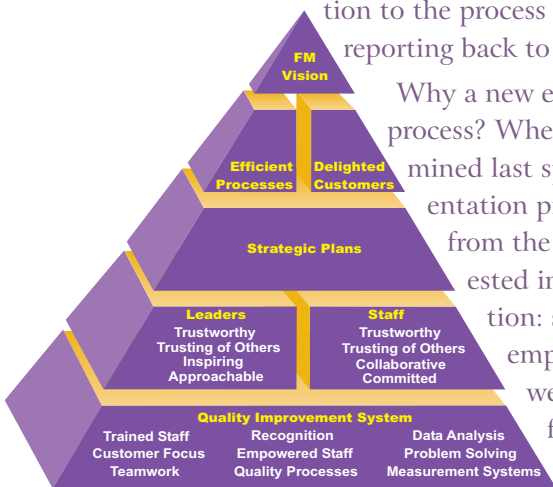 FM
Vision
Efficient
Processes
Delighted
Customers
Strategic Plans
Leaders
Trustworthy
Trusting of Others
Inspiring
Approachable
Staff
Trustworthy
Trusting of Others
Collaborative
Committed
Quality Improvement System
Trained Staff
Customer Focus
Teamwork
Recognition
Empowered Staff
Quality Processes
Data Analysis
Problem Solving
Measurement Systems
tion to the process
reporting back to
Why a new e
process? Whe
mined last sp
entation p
from the
ested in
tion:
emp
we
f